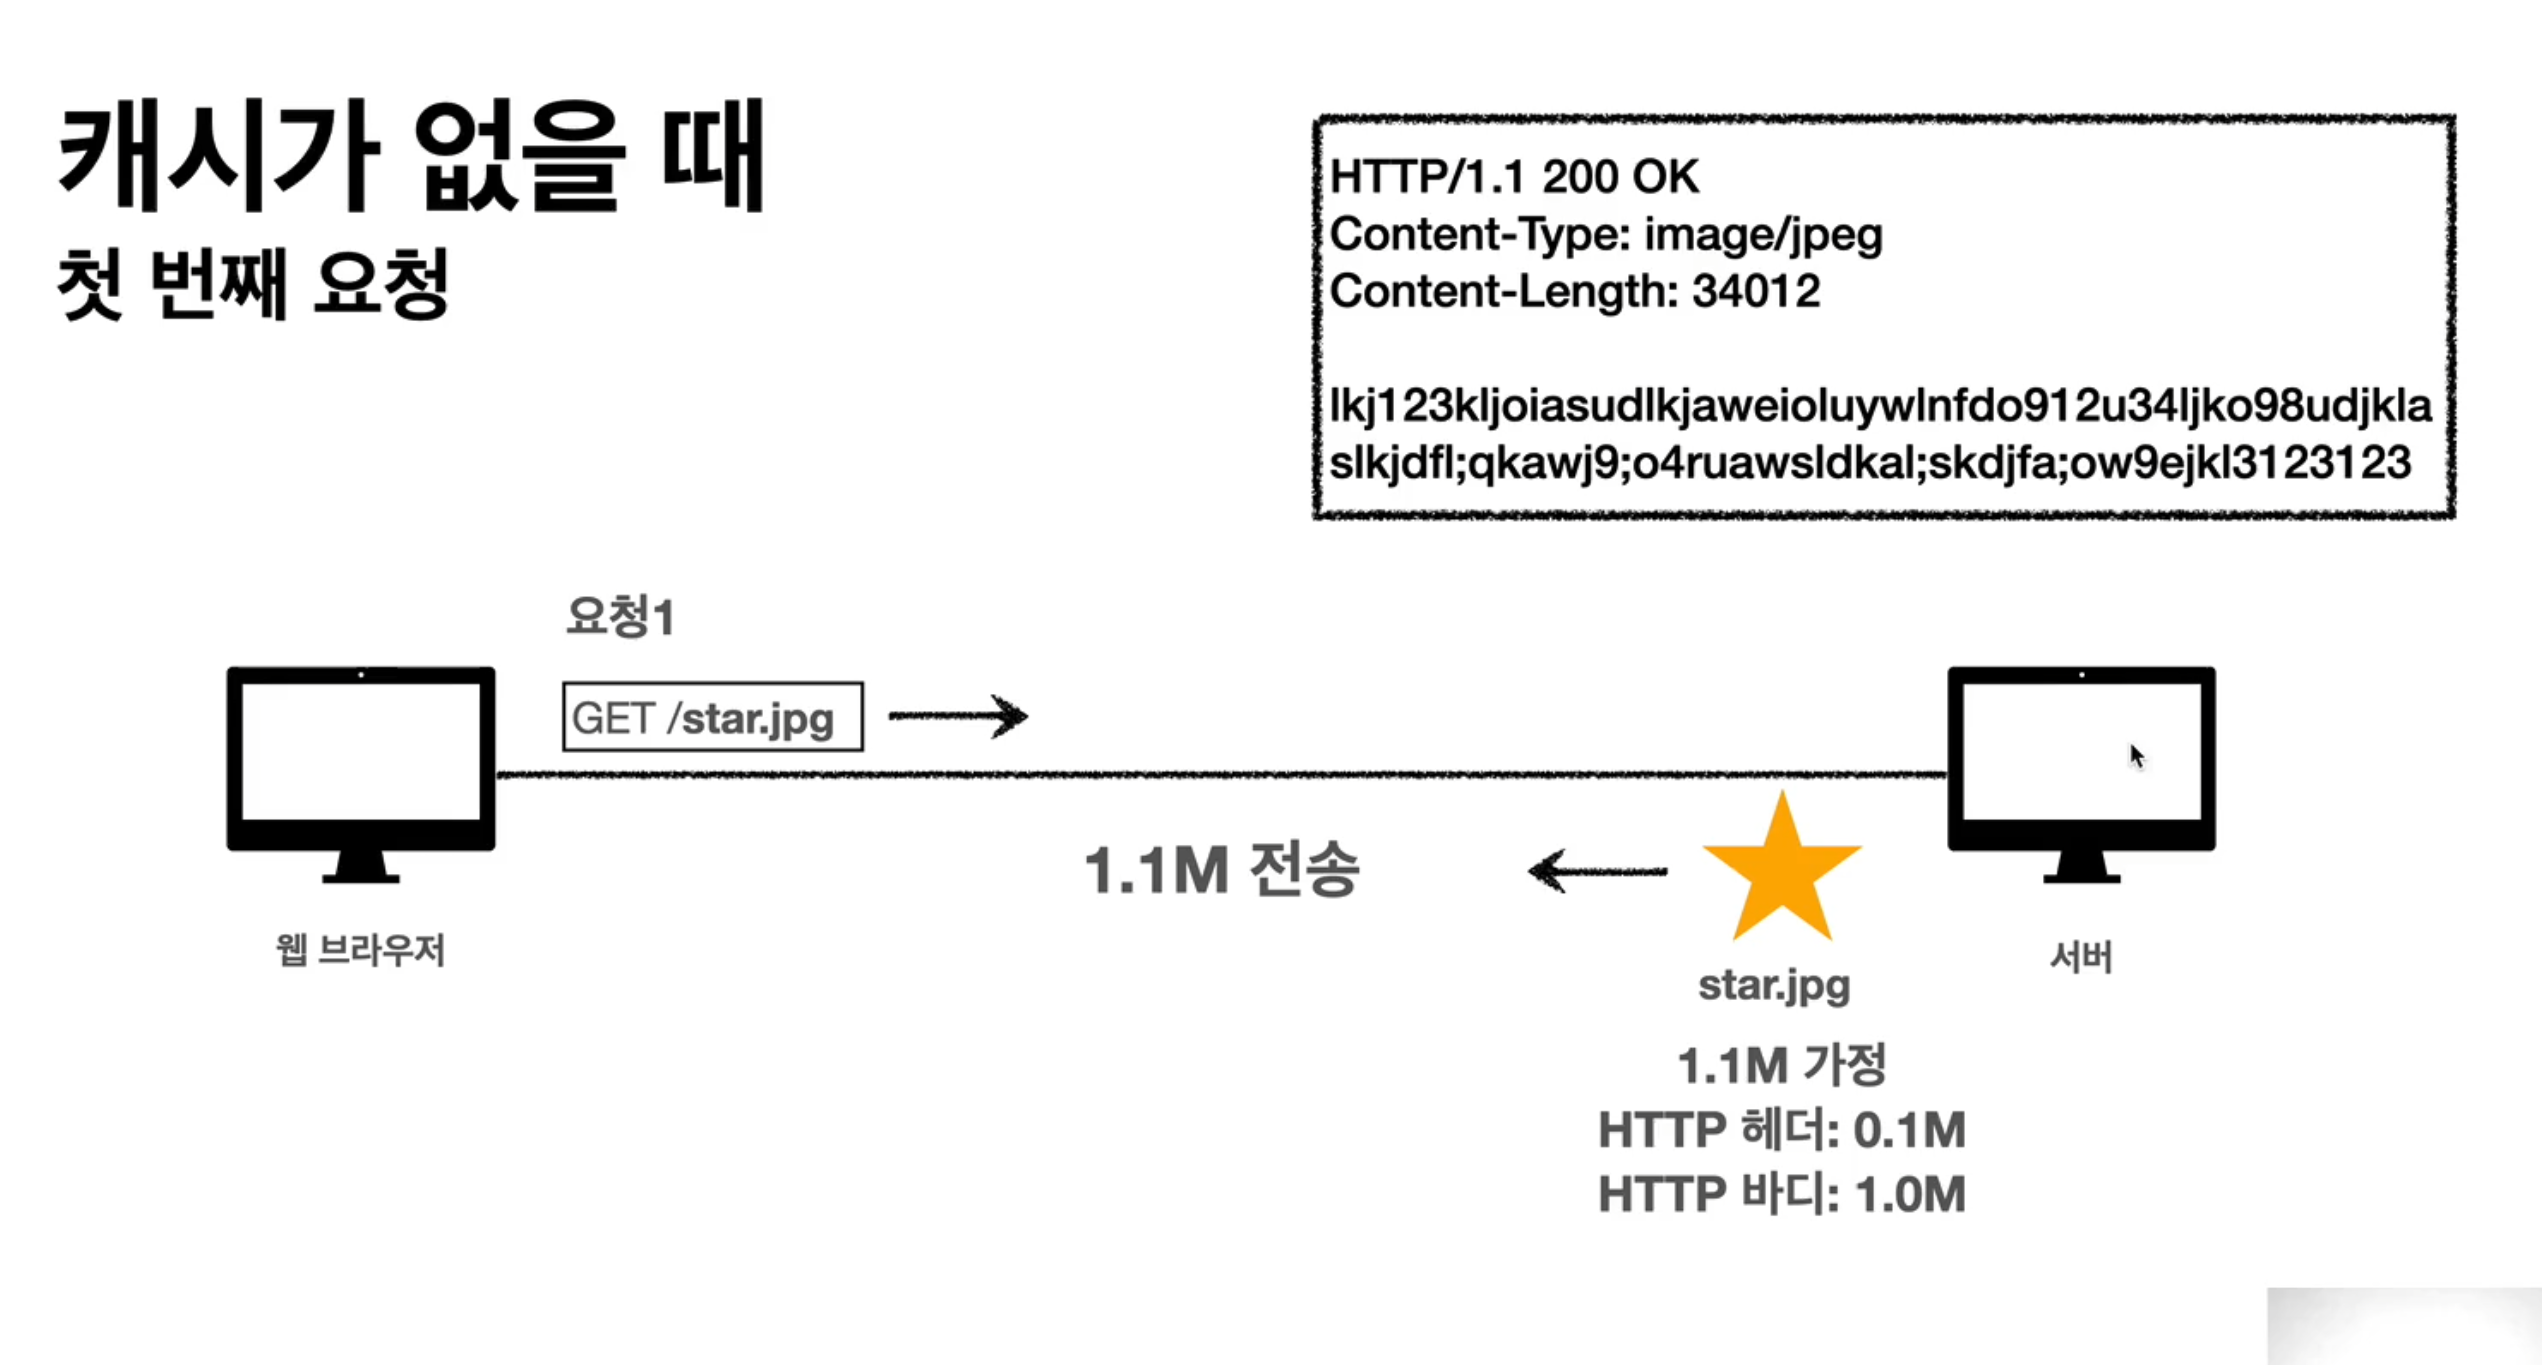 캐시가 없을 때
첫 번째 요청
HTTP/1.1 200 OK
Content-Type: image/jpeg
Content-Length: 34012
lkj123kljoiasudlkjaweioluywlnfdo912u34ljko98udjkla
slkjdfl;qkawj9;o4ruawsldkal;skdjfa;ow9ejkl3123123
요청1
GET /star.jpg
1.1M 전송
웹 브라우저
서버
star.jpg
1.1M 가정
HTTP 헤더: 0.1M
HTTP 바디: 1.0M